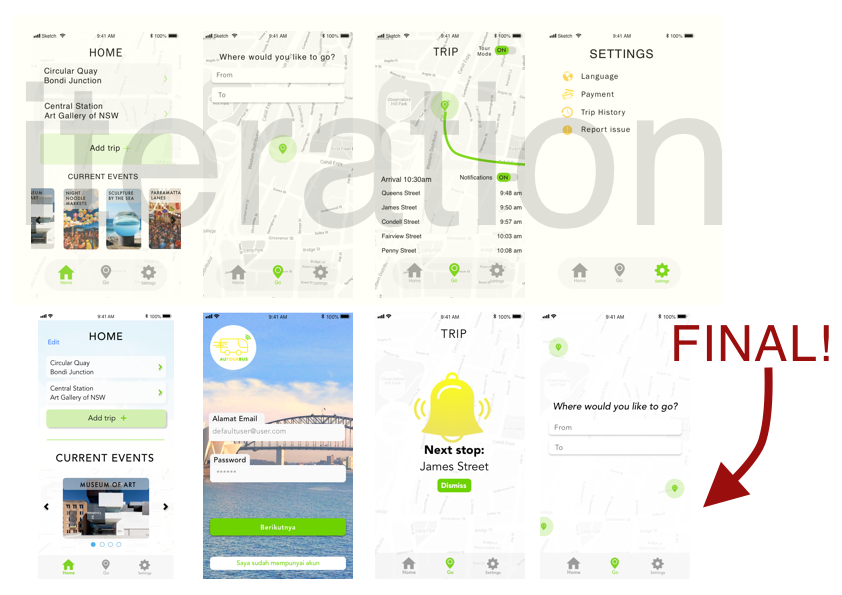 Sketch 9:41 AM 100%
HOME
Circular Quay
Bondi Junction
Central Station
Art Gallery of NSW
Add trip +
CURRENT EVENTS
NIGHT
NOODLE
MARKETS
SCULPTURE
BY THE SEA
PARRAMATTA
LANES
Home
Go
Settings
Sketch 9:41 AM 100%
Where would you like to go?
From
To
Home
Go
Settings
Sketch 9:41 AM 100%
TRIP
Tour
Mode
ON
Arrival 10:30am
Notifications ON
Queens Street 9:48 am
James Street 9:50 am
Condell Street 9:57 am
Fairview Street 10:03 am
Penny Street 10:08 am
Home
Go
Settings
Sketch 9:41 AM 100%
SETTINGS
Language
Payment
Trip History
Report issue
Home
Go
Settings
iteration
9:41 AM 100%
Edit
HOME
Circular Quay
Bondi Junction
Central Station
Art Gallery of NSW
Add trip +
CURRENT EVENTS
MUSEUM OF ART
Home
Go
Settings
9:41 AM 100%
Alamat Email
defaultuser@user.com
Password
******
Berikutnya
Saya sudah mempunyai akun
9:41 AM 100%
TRIP
Next stop:
James Street
Dismiss
Home
Go
Settings
9:41 AM 100%
Where would you like to go?
From
To
Home
Go
Settings
FINAL!